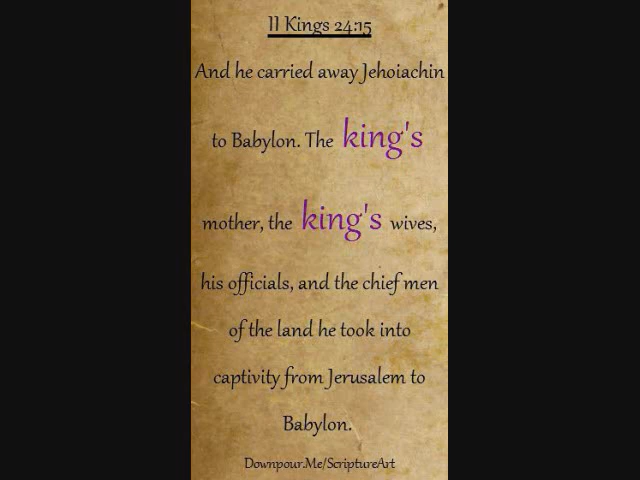 II Kings 24:15
And he carried away Jehoiachin
to Babylon. The king's
mother, the king's wives,
his officials, and the chief men
of the land he took into
captivity from Jerusalem to
Babylon.
Downpour.Me/ScriptureArt